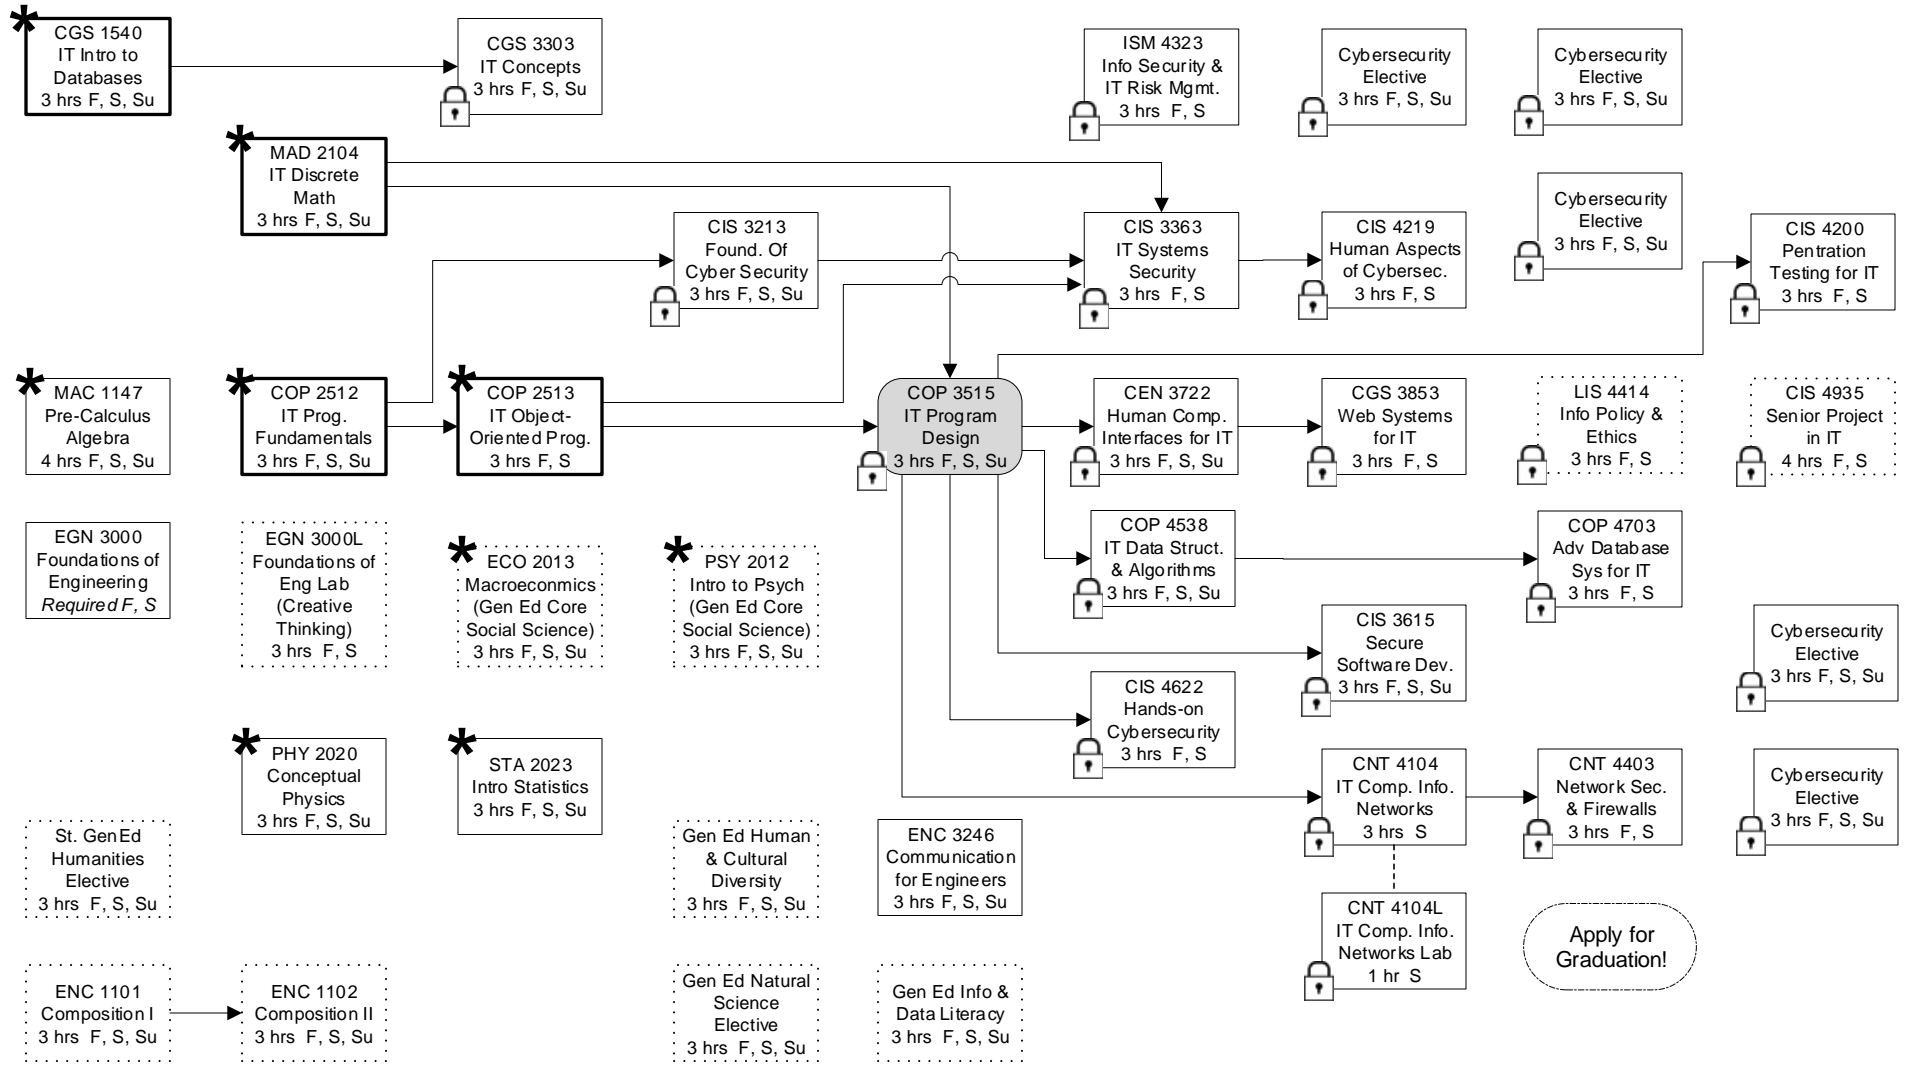 CGS 1540
IT Intro to
Databases
3 hrs F, S, Su
CGS 3303
IT Concepts
3 hrs F, S, Su
ISM 4323
Info Security &
IT Risk Mgmt.
3 hrs F, S
Cybersecurity
Elective
3 hrs F, S, Su
Cybersecurity
Elective
3 hrs F, S, Su
MAD 2104
IT Discrete
Math
3 hrs F, S, Su
Cybersecurity
Elective
3 hrs F, S, Su
CIS 3213
Found. Of
Cyber Security
3 hrs F, S, Su
CIS 3363
IT Systems
Security
3 hrs F, S
CIS 4219
Human Aspects
of Cybersec.
3 hrs F, S
CIS 4200
Pentration
Testing for IT
3 hrs F, S
MAC 1147
Pre-Calculus
Algebra
4 hrs F, S, Su
COP 2512
IT Prog.
Fundamentals
3 hrs F, S, Su
COP 2513
IT Object-
Oriented Prog.
3 hrs F, S
COP 3515
IT Program
Design
3 hrs F, S, Su
CEN 3722
Human Comp.
Interfaces for IT
3 hrs F, S, Su
CGS 3853
Web Systems
for IT
3 hrs F, S
LIS 4414
Info Policy &
Ethics
3 hrs F, S
CIS 4935
Senior Project
in IT
4 hrs F, S
EGN 3000
Foundations of
Engineering
Required F, S
EGN 3000L
Foundations of
Eng Lab
(Creative
Thinking)
3 hrs F, S
ECO 2013
Macroeconmics
(Gen Ed Core
Social Science)
3 hrs F, S, Su
PSY 2012
Intro to Psych
(Gen Ed Core
Social Science)
3 hrs F, S, Su
COP 4538
IT Data Struct.
& Algorithms
3 hrs F, S, Su
COP 4703
Adv Database
Sys for IT
3 hrs F, S
CIS 3615
Secure
Software Dev.
3 hrs F, S, Su
Cybersecurity
Elective
3 hrs F, S, Su
CIS 4622
Hands-on
Cybersecurity
3 hrs F, S
PHY 2020
Conceptual
Physics
3 hrs F, S, Su
STA 2023
Intro Statistics
3 hrs F, S, Su
CNT 4104
IT Comp. Info.
Networks
3 hrs S
CNT 4403
Network Sec.
& Firewalls
3 hrs F, S
Cybersecurity
Elective
3 hrs F, S, Su
St. Gen Ed
Humanities
Elective
3 hrs F, S, Su
Gen Ed Human
& Cultural
Diversity
3 hrs F, S, Su
ENC 3246
Communication
for Engineers
3 hrs F, S, Su
CNT 4104L
IT Comp. Info.
Networks Lab
1 hr S
Apply for
Graduation!
ENC 1101
Composition I
3 hrs F, S, Su
ENC 1102
Composition II
3 hrs F, S, Su
Gen Ed Natural
Science
Elective
3 hrs F, S, Su
Gen Ed Info &
Data Literacy
3 hrs F, S, Su